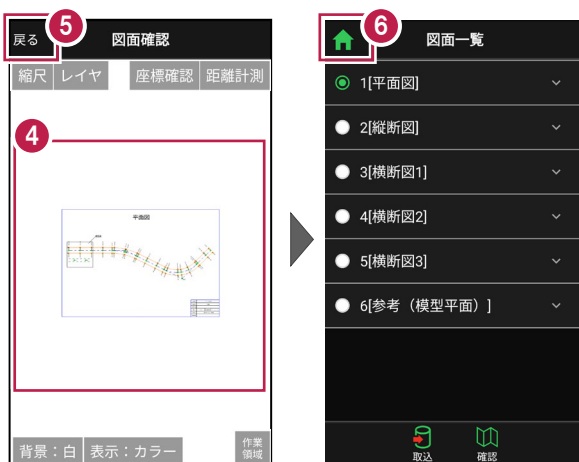 5
戻る
図面確認
縮尺
レイヤ
座標確認
距離計測
4
平面図
背景：白
表示：カラー
作業
領域
6
図面一覧
1[平面図]
2[縦断図]
3[横断図1]
4[横断図2]
5[横断図3]
6[参考（模型平面）]
取込
確認